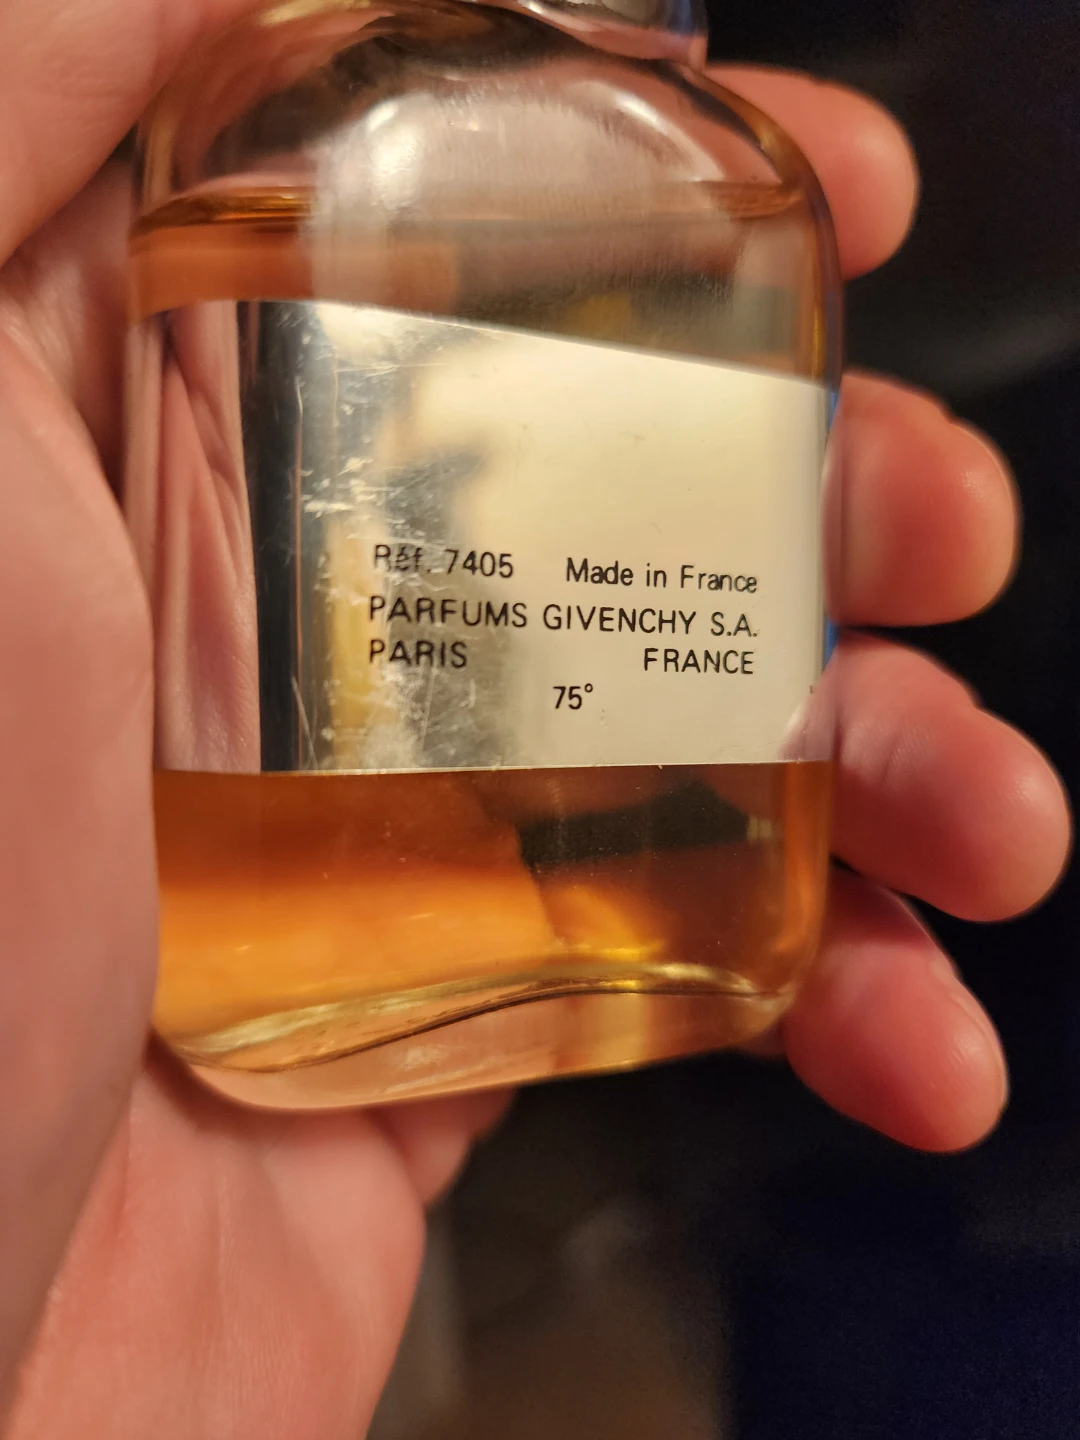 Réf. 7405 Made in France
PARFUMS GIVENCHY S.A.
PARIS FRANCE
75°